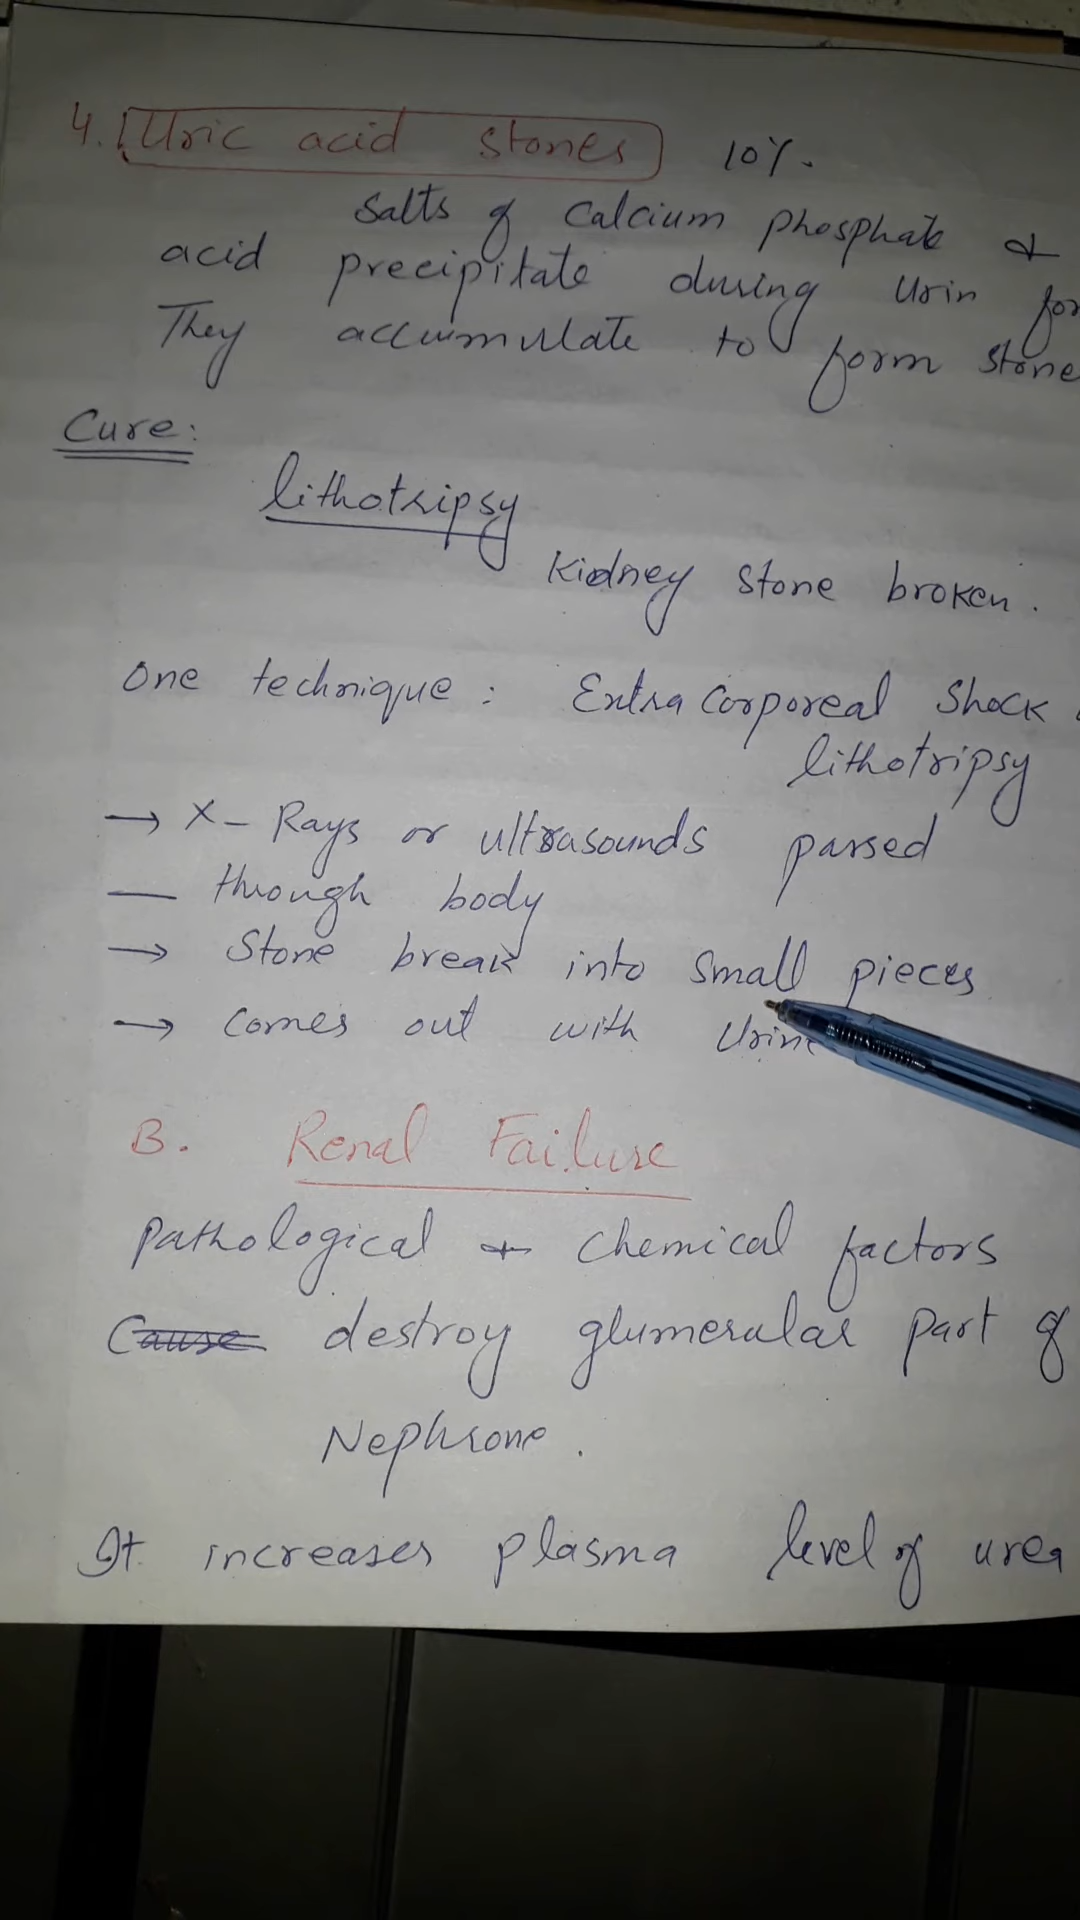 4. Uric acid stones 10%.
Salts of Calcium phosphate &
acid precipitate during Urin for
They accumulate to form stone
Cure:
lithotripsy
Kidney stone broken.
One technique: Extra Corporeal Shock
lithotripsy
→ X-Rays or ultrasounds passed
— through body
→ Stone break into small pieces
→ Comes out with Urine
B. Renal Failure
Pathological + chemical factors
Cause destroy glumerular part of
Nephrone.
It increases plasma level of urea